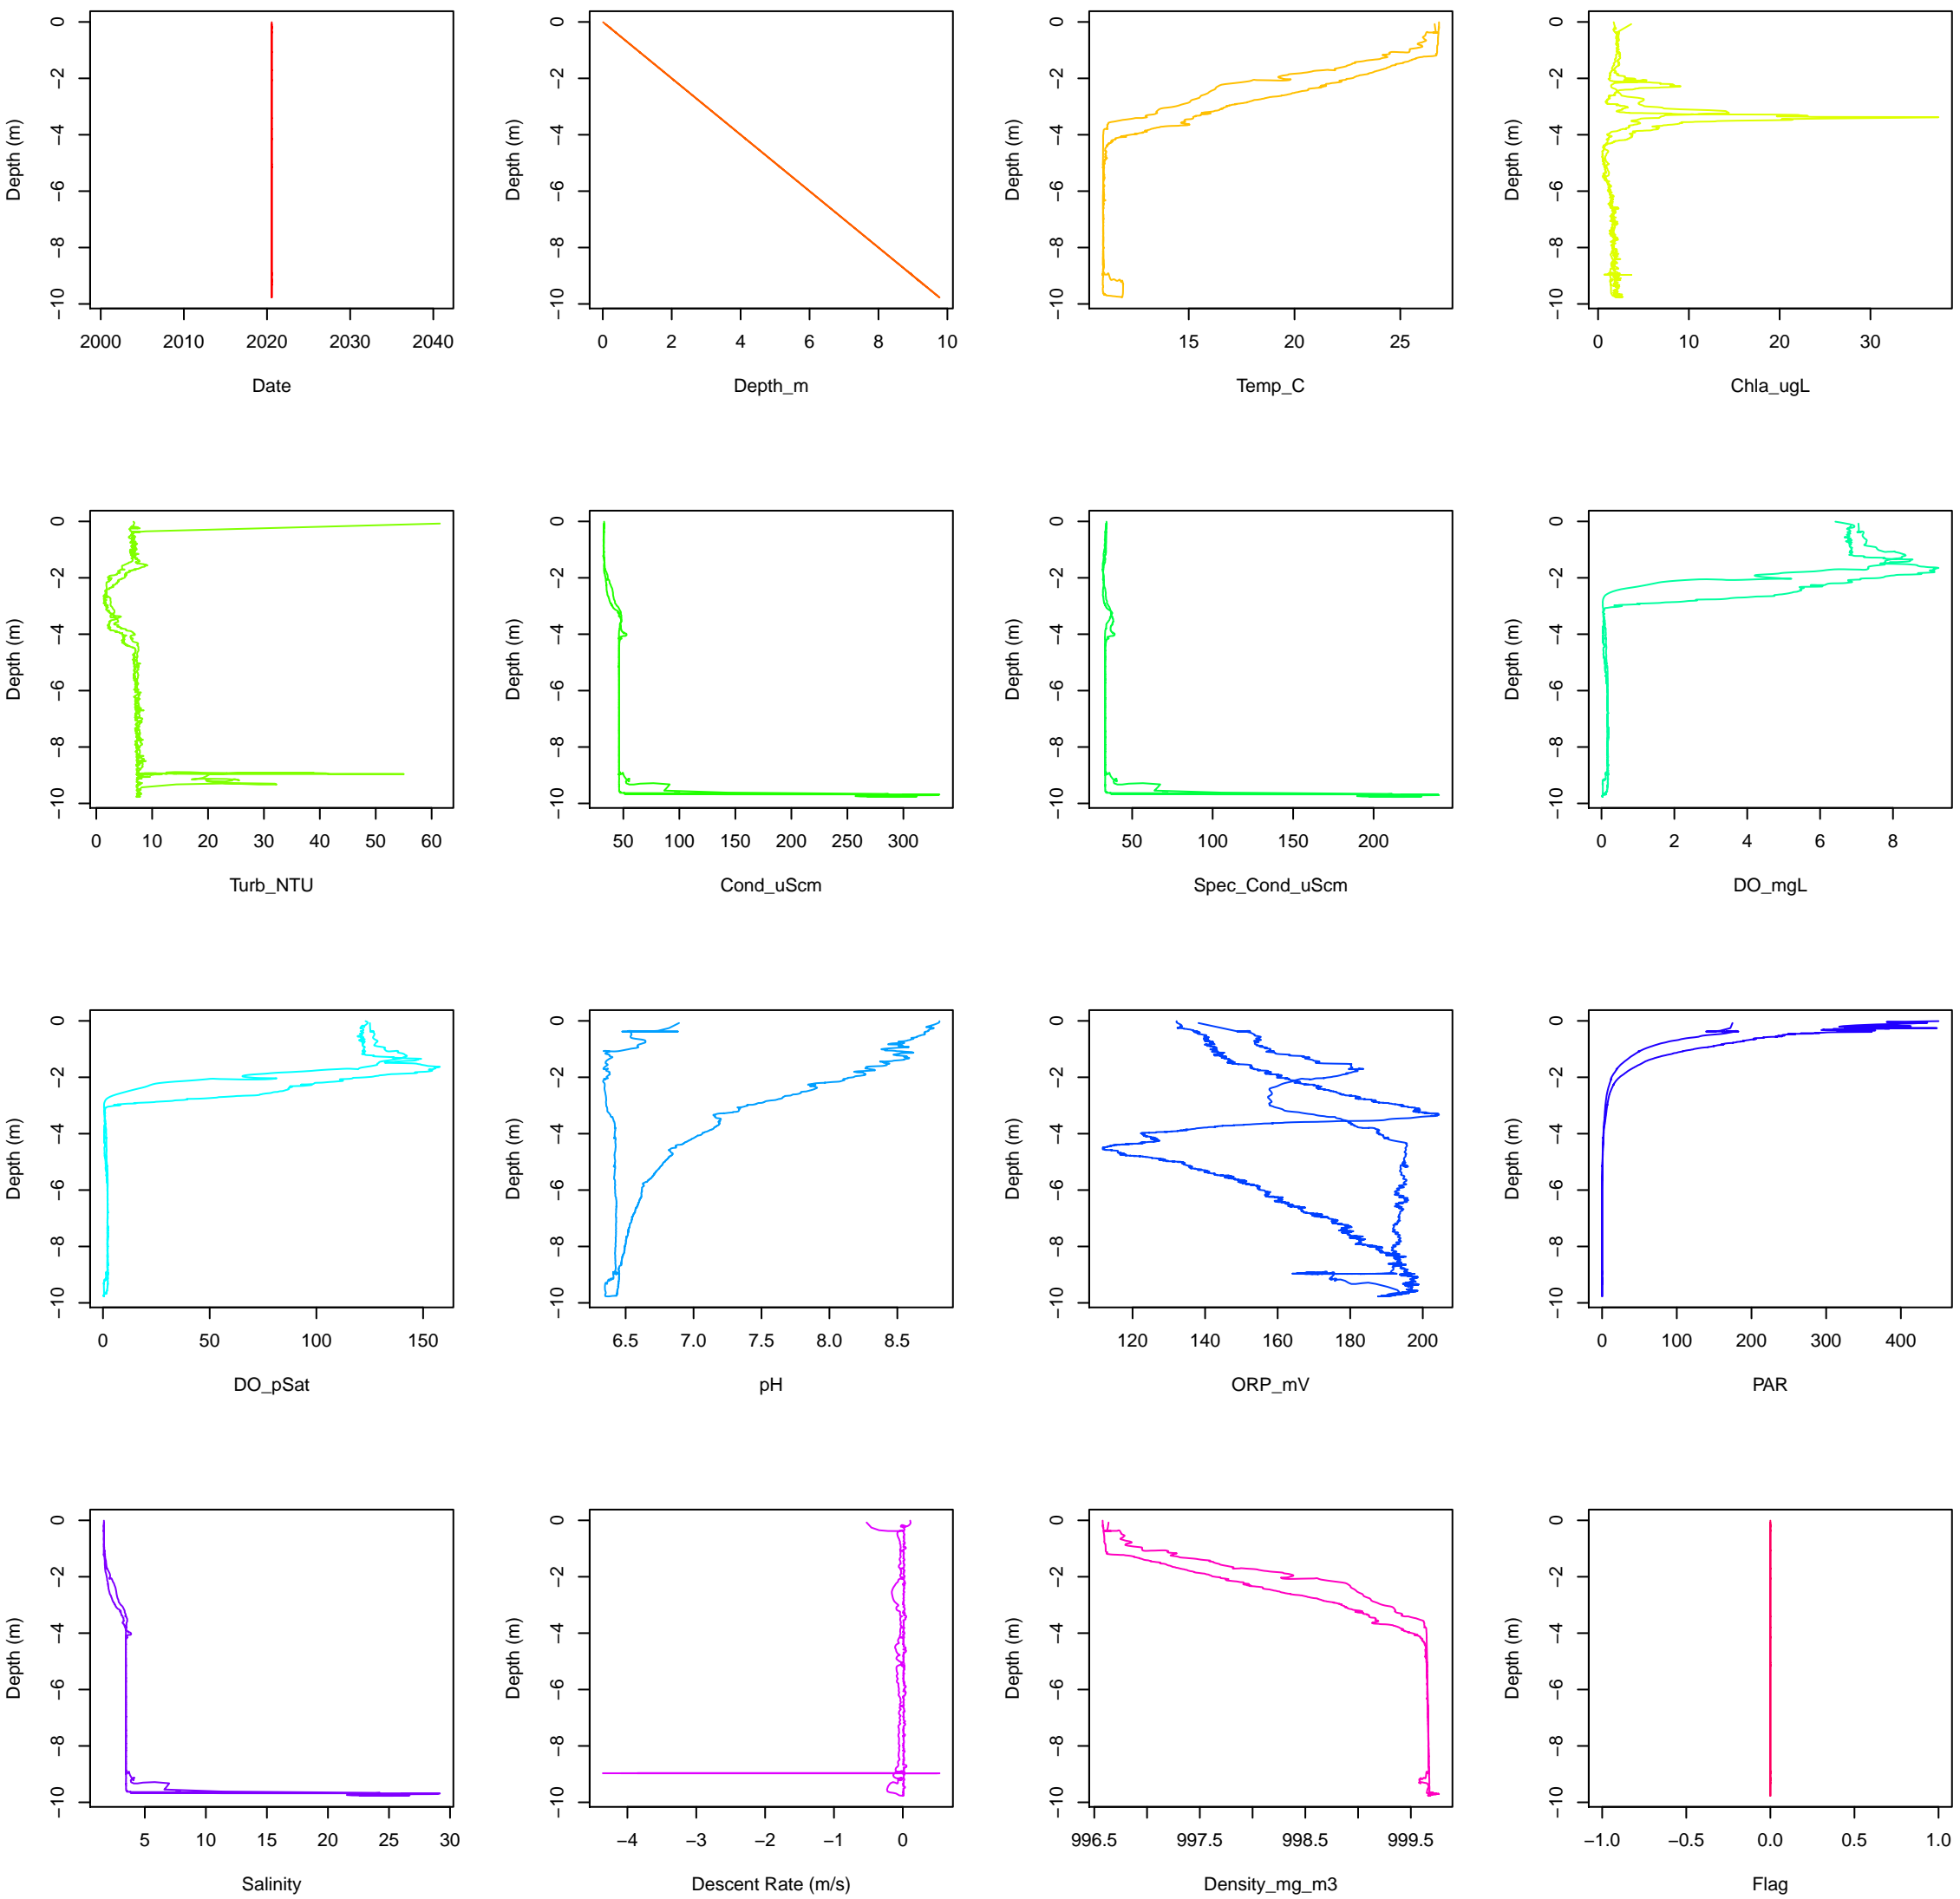 0 0 0 0
−2 −2 −2 −2
Depth (m) Depth (m) Depth (m) Depth (m)
−4 −4 −4 −4
−6 −6 −6 −6
−8 −8 −8 −8
−10 −10 −10 −10
2000 2010 2020 2030 2040 0 2 4 6 8 10 15 20 25 0 10 20 30
Date Depth_m Temp_C Chla_ugL
0 0 0 0
−2 −2 −2 −2
Depth (m) Depth (m) Depth (m) Depth (m)
−4 −4 −4 −4
−6 −6 −6 −6
−8 −8 −8 −8
−10 −10 −10 −10
0 10 20 30 40 50 60 50 100 150 200 250 300 50 100 150 200 0 2 4 6 8
Turb_NTU Cond_uScm Spec_Cond_uScm DO_mgL
0 0 0 0
−2 −2 −2 −2
Depth (m) Depth (m) Depth (m) Depth (m)
−4 −4 −4 −4
−6 −6 −6 −6
−8 −8 −8 −8
−10 −10 −10 −10
0 50 100 150 6.5 7.0 7.5 8.0 8.5 120 140 160 180 200 0 100 200 300 400
DO_pSat pH ORP_mV PAR
0 0 0 0
−2 −2 −2 −2
Depth (m) Depth (m) Depth (m) Depth (m)
−4 −4 −4 −4
−6 −6 −6 −6
−8 −8 −8 −8
−10 −10 −10 −10
5 10 15 20 25 30 −4 −3 −2 −1 0 996.5 997.5 998.5 999.5 −1.0 −0.5 0.0 0.5 1.0
Salinity Descent Rate (m/s) Density_mg_m3 Flag